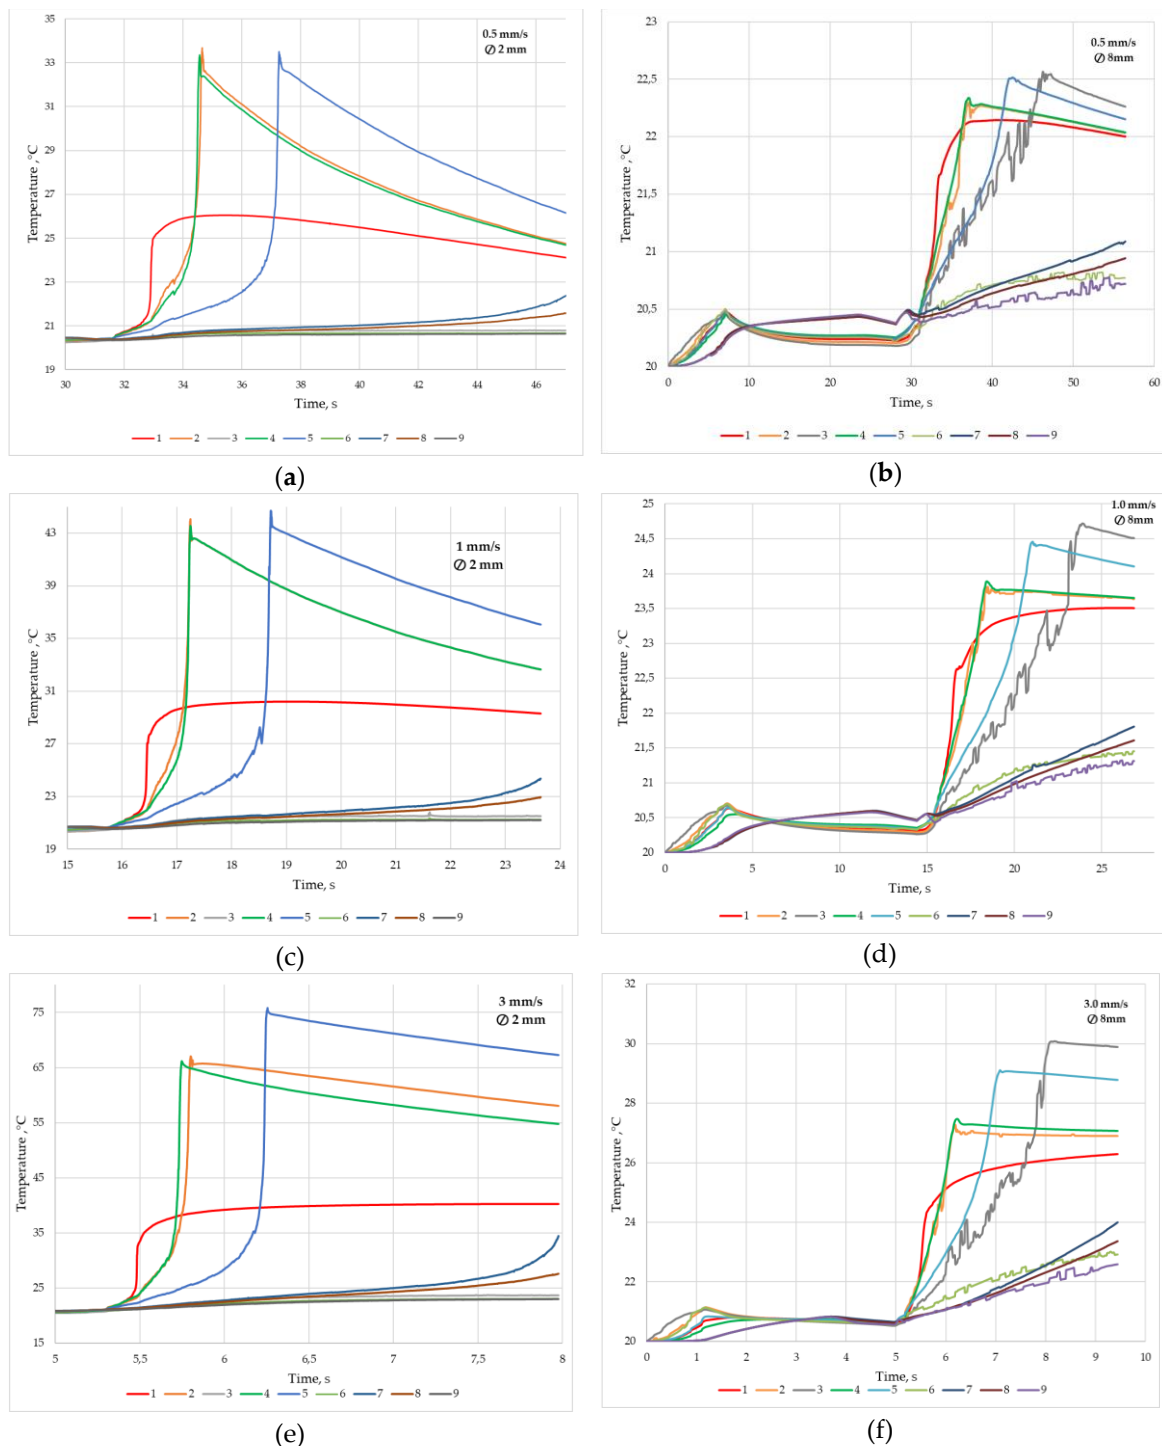 0.5 mm/s
∅ 2 mm
Temperature ,°C
35
33
31
29
27
25
23
21
19
30 32 34 36 38 40 42 44 46
Time, s
1 2 3 4 5 6 7 8 9
(a)
0.5 mm/s
∅ 8mm
Temperature ,°C
23
22,5
22
21,5
21
20,5
20
0 10 20 30 40 50 60
Time, s
1 2 3 4 5 6 7 8 9
(b)
1 mm/s
∅ 2 mm
Temperature ,°C
43
39
35
31
27
23
19
15 16 17 18 19 20 21 22 23 24
Time, s
1 2 3 4 5 6 7 8 9
(c)
1.0 mm/s
∅ 8mm
Temperature ,°C
25
24,5
24
23,5
23
22,5
22
21,5
21
20,5
20
0 5 10 15 20 25
Time, s
1 2 3 4 5 6 7 8 9
(d)
3 mm/s
∅ 2 mm
Temperature ,°C
75
65
55
45
35
25
15
5 5,5 6 6,5 7 7,5 8
Time, s
1 2 3 4 5 6 7 8 9
(e)
3.0 mm/s
∅ 8mm
Temperature ,°C
32
30
28
26
24
22
20
0 1 2 3 4 5 6 7 8 9 10
Time, s
1 2 3 4 5 6 7 8 9
(f)